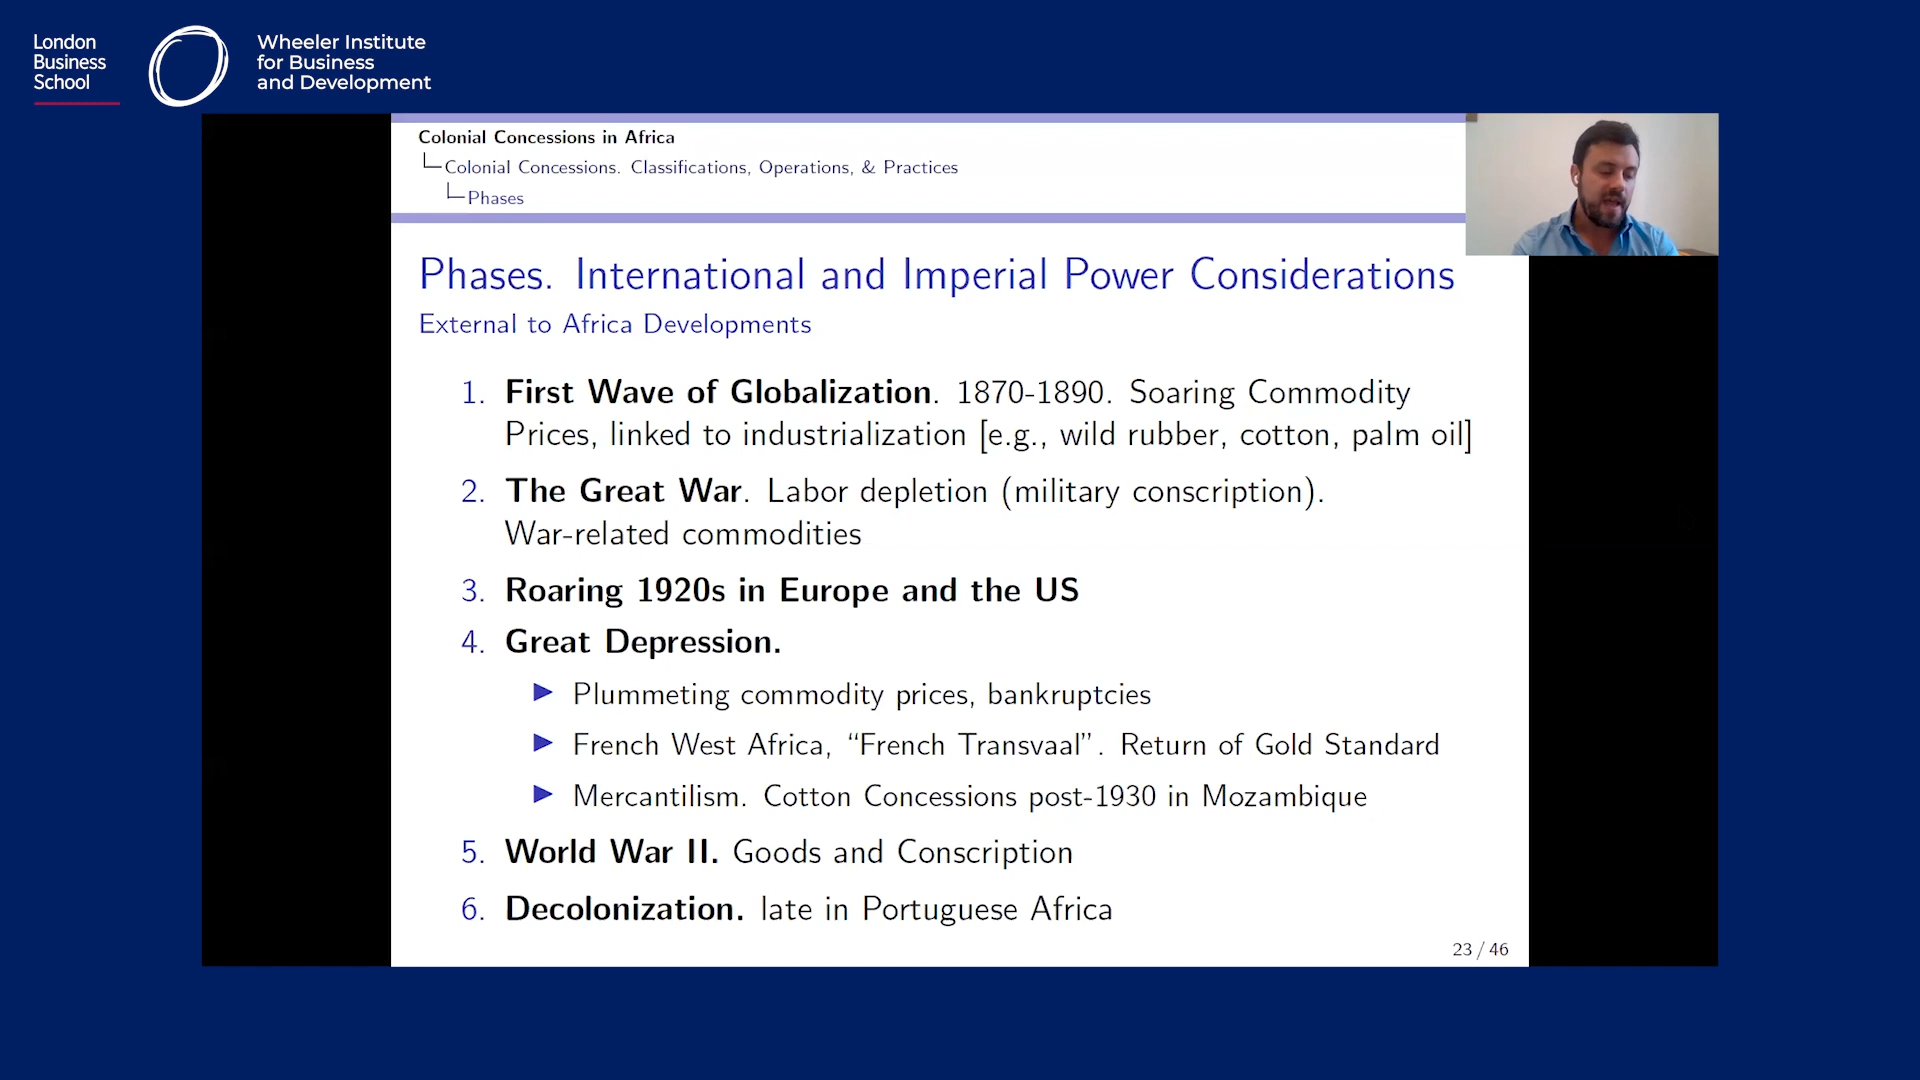 London
Business
School
Wheeler Institute
for Business
and Development
Colonial Concessions in Africa
Colonial Concessions. Classifications, Operations, & Practices
Phases
Phases. International and Imperial Power Considerations
External to Africa Developments
1. First Wave of Globalization. 1870-1890. Soaring Commodity
Prices, linked to industrialization [e.g., wild rubber, cotton, palm oil]
2. The Great War. Labor depletion (military conscription).
War-related commodities
3. Roaring 1920s in Europe and the US
4. Great Depression.
▶ Plummeting commodity prices, bankruptcies
▶ French West Africa, “French Transvaal”. Return of Gold Standard
▶ Mercantilism. Cotton Concessions post-1930 in Mozambique
5. World War II. Goods and Conscription
6. Decolonization. late in Portuguese Africa
23 / 46